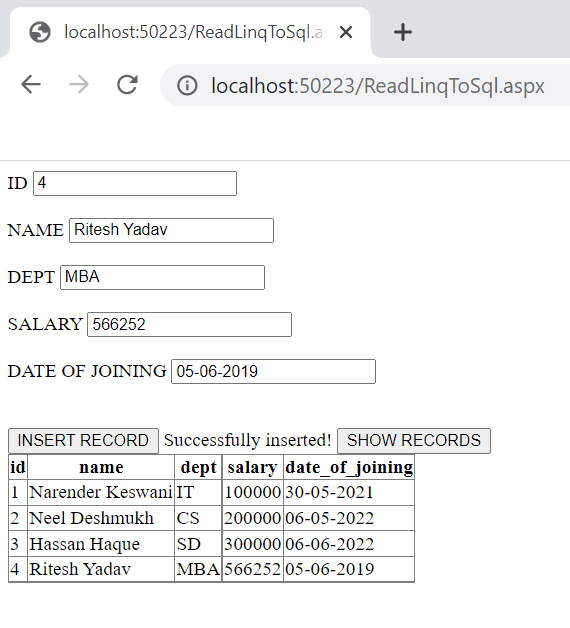 localhost:50223/ReadLinqToSql.a
localhost:50223/ReadLinqToSql.aspx
ID 4
NAME Ritesh Yadav
DEPT MBA
SALARY 566252
DATE OF JOINING 05-06-2019
INSERT RECORD Successfully inserted! SHOW RECORDS
id name dept salary date_of_joining
1 Narender Keswani IT 100000 30-05-2021
2 Neel Deshmukh CS 200000 06-05-2022
3 Hassan Haque SD 300000 06-06-2022
4 Ritesh Yadav MBA 566252 05-06-2019